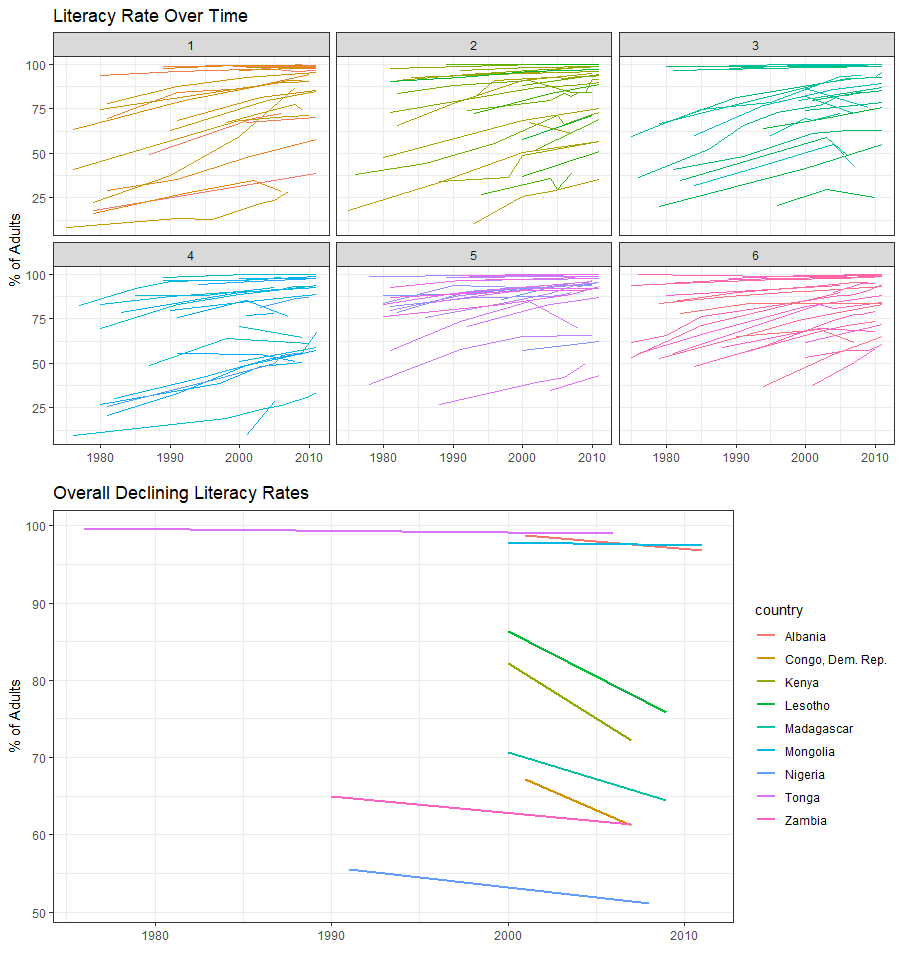 Literacy Rate Over Time
1 2 3
100
75
50
25
4 5 6
100
75
50
25
% of Adults
1980 1990 2000 2010 1980 1990 2000 2010 1980 1990 2000 2010
Overall Declining Literacy Rates
100
90
80
70
60
50
% of Adults
1980 1990 2000 2010
country
Albania
Congo, Dem. Rep.
Kenya
Lesotho
Madagascar
Mongolia
Nigeria
Tonga
Zambia